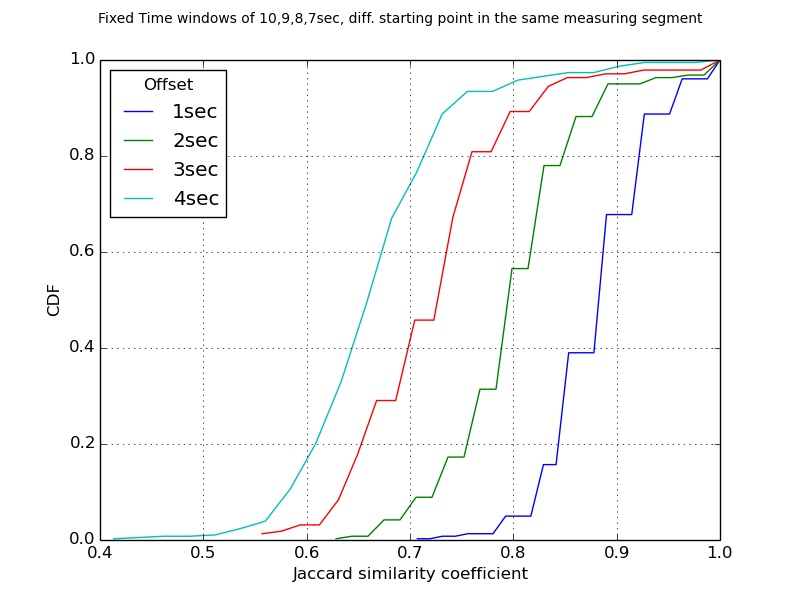 Fixed Time windows of 10,9,8,7sec, diff. starting point in the same measuring segment
1.0
0.8
0.6
0.4
0.2
0.0
CDF
Offset
1sec
2sec
3sec
4sec
0.4 0.5 0.6 0.7 0.8 0.9 1.0
Jaccard similarity coefficient